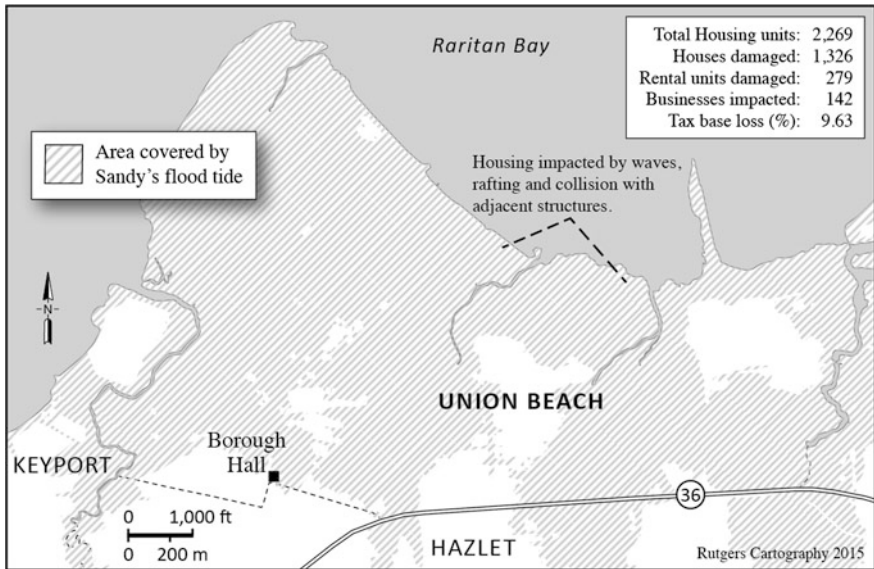 Raritan Bay
Total Housing units: 2,269
Houses damaged: 1,326
Rental units damaged: 279
Businesses impacted: 142
Tax base loss (%): 9.63
Area covered by
Sandy's flood tide
Housing impacted by waves,
rafting and collision with
adjacent structures.
N
UNION BEACH
Borough
Hall
KEYPORT
36
0 1,000 ft
0 200 m
HAZLET
Rutgers Cartography 2015